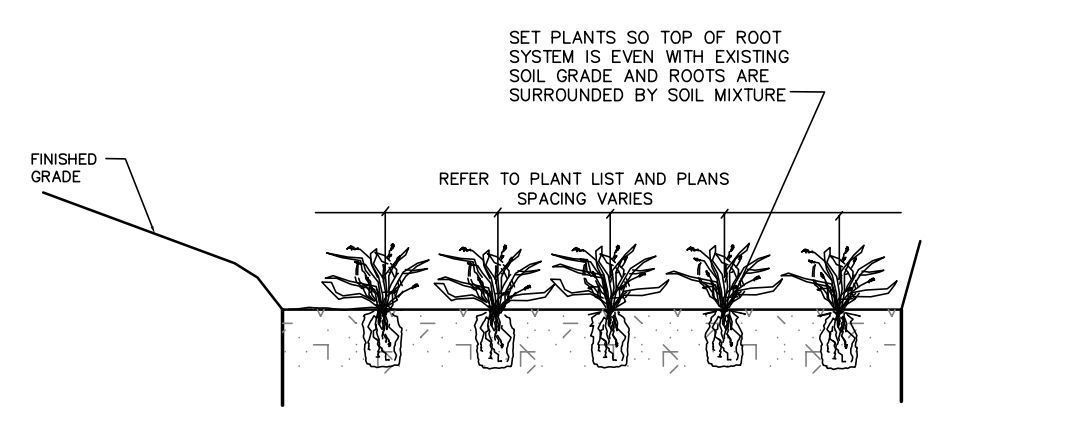 SET PLANTS SO TOP OF ROOT
SYSTEM IS EVEN WITH EXISTING
SOIL GRADE AND ROOTS ARE
SURROUNDED BY SOIL MIXTURE
FINISHED
GRADE
REFER TO PLANT LIST AND PLANS
SPACING VARIES